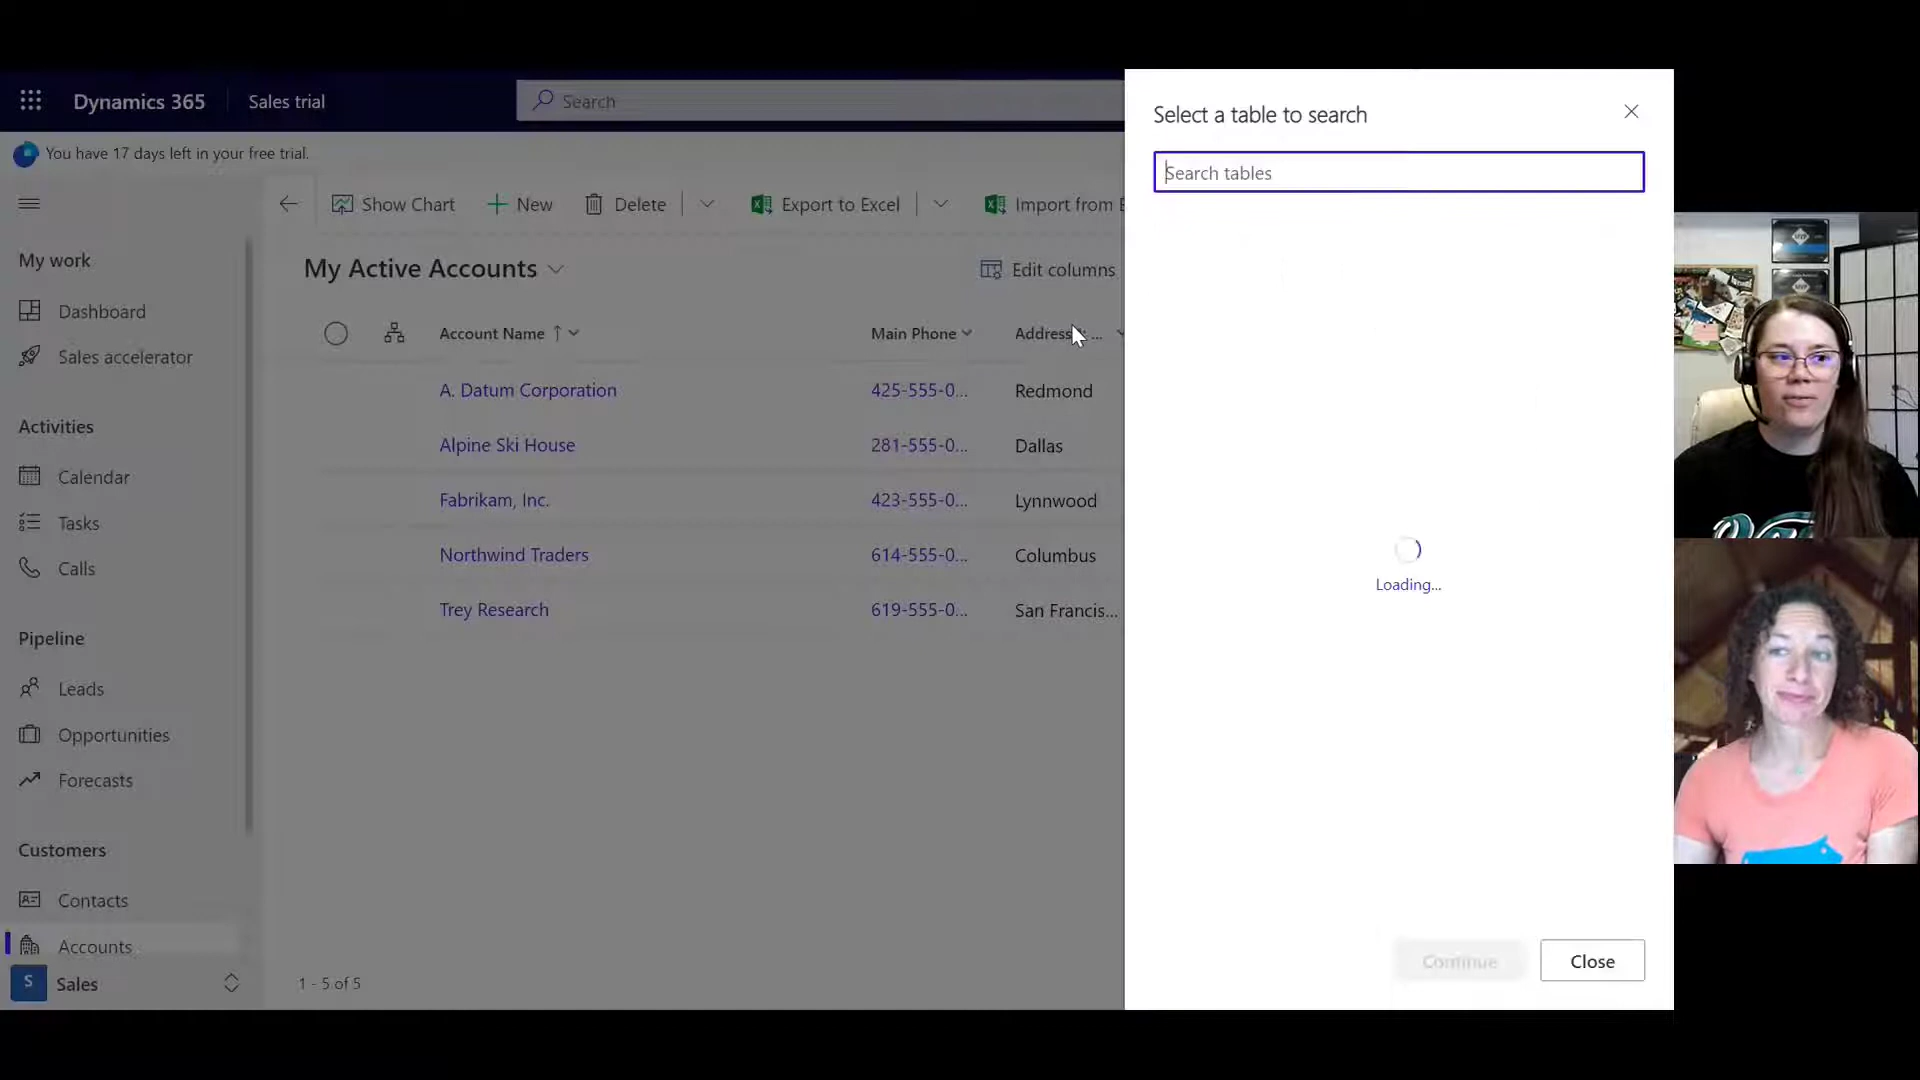 Dynamics 365
Sales trial
Search
You have 17 days left in your free trial.
Show Chart
New
Delete
Export to Excel
Import from E
My Active Accounts
Edit columns
Account Name
Main Phone
Address ...
A. Datum Corporation
425-555-0...
Redmond
Alpine Ski House
281-555-0...
Dallas
Fabrikam, Inc.
423-555-0...
Lynnwood
Northwind Traders
614-555-0...
Columbus
Trey Research
619-555-0...
San Francis...
1 - 5 of 5
My work
Dashboard
Sales accelerator
Activities
Calendar
Tasks
Calls
Pipeline
Leads
Opportunities
Forecasts
Customers
Contacts
Accounts
S
Sales
Select a table to search
Search tables
Loading...
Continue
Close